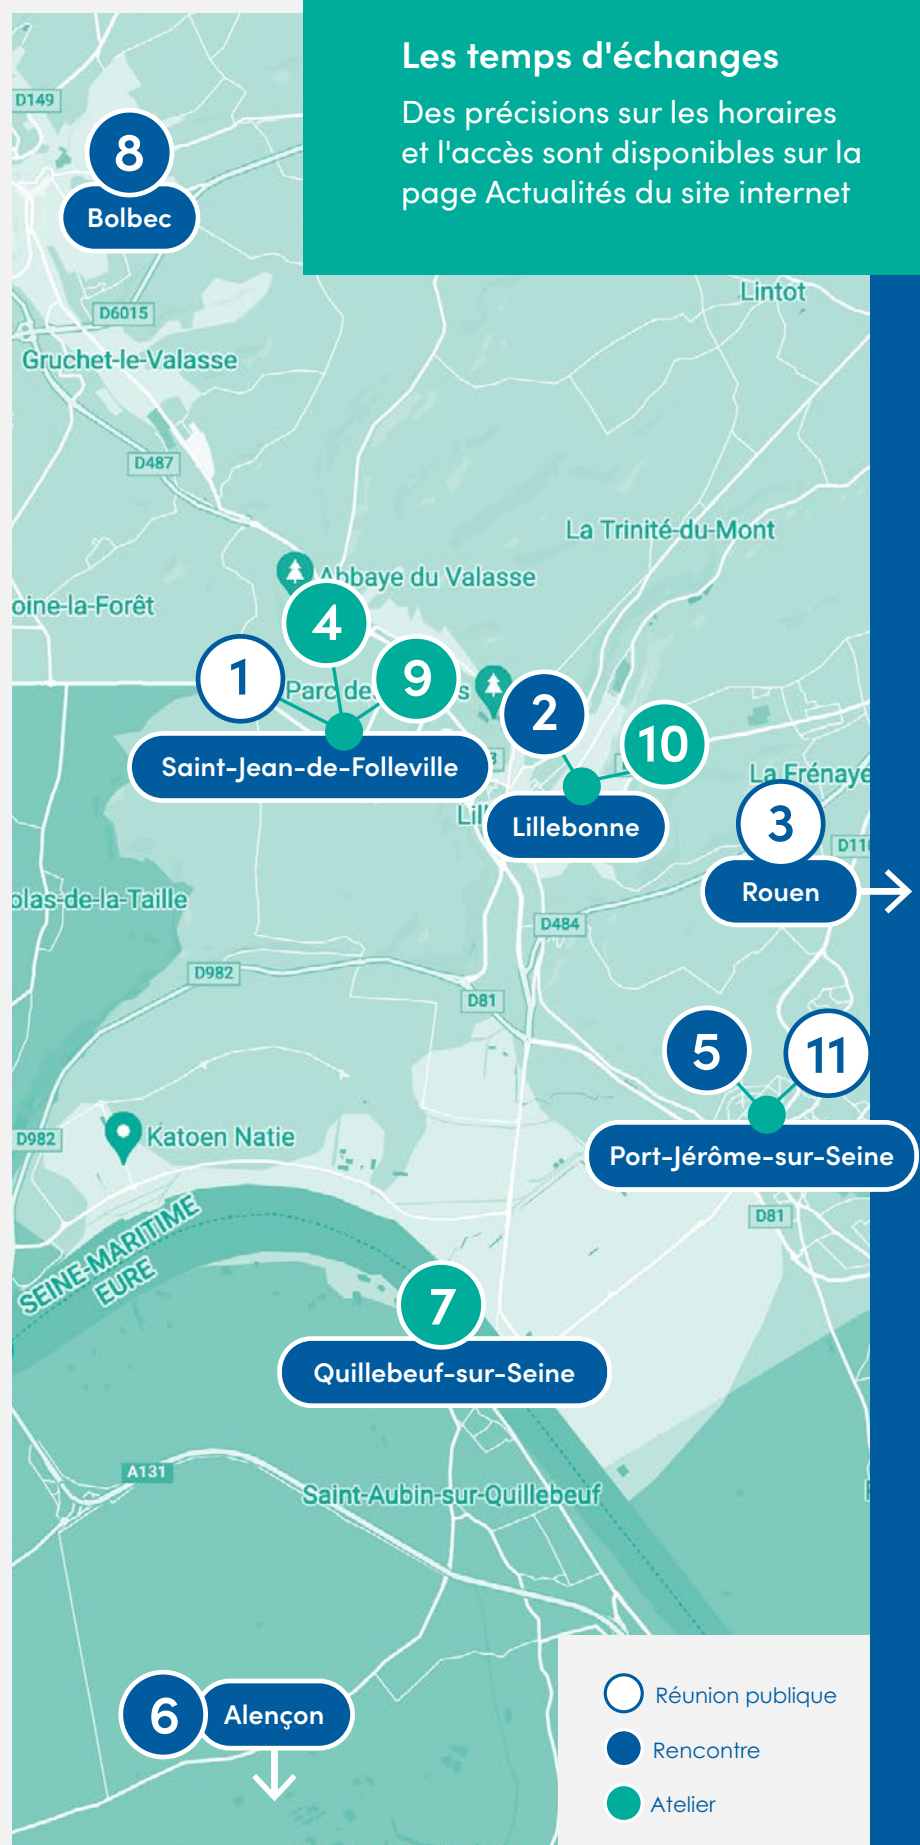 Les temps d'échanges
Des précisions sur les horaires
et l'accès sont disponibles sur la
page Actualités du site internet
D149
8
Bolbec
Lintot
D6015
Gruchet-le-Valasse
D487
La Trinité-du-Mont
Abbaye du Valasse
oine-la-Forêt
4
1
9
Parc de
s
2
10
Saint-Jean-de-Folleville
La Frénaye
3
Lil
Lillebonne
D11
Rouen
olas-de-la-Taille
D484
D982
D81
5
11
D982
Katoen Natie
Port-Jérôme-sur-Seine
D81
SEINE-MARITIME
EURE
7
Quillebeuf-sur-Seine
A131
Saint-Aubin-sur-Quillebeuf
6
Alençon
Réunion publique
Rencontre
Atelier